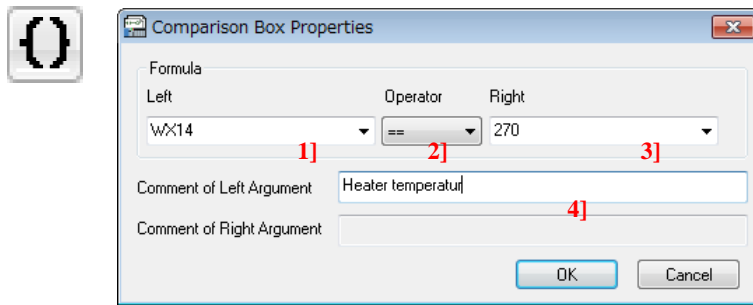 {}
Comparison Box Properties
Formula
Left Operator Right
WX14 == 270
1] 2] 3]
Comment of Left Argument Heater temperatur
4]
Comment of Right Argument
OK Cancel